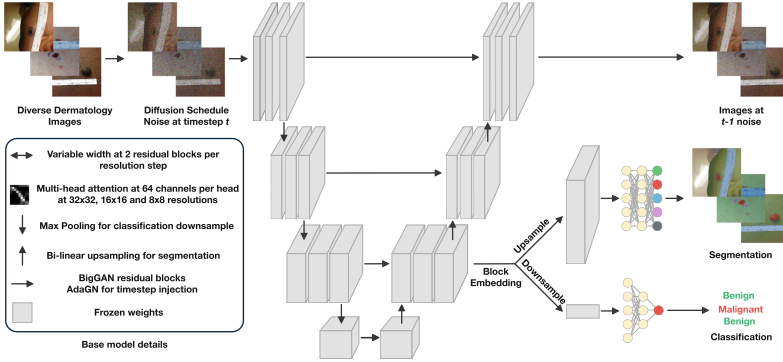 Diverse Dermatology
Images
Diffusion Schedule
Noise at timestep t
Images at
t-1 noise
Variable width at 2 residual blocks per
resolution step
Multi-head attention at 64 channels per head
at 32x32, 16x16 and 8x8 resolutions
Max Pooling for classification downsample
Bi-linear upsampling for segmentation
BigGAN residual blocks
AdaGN for timestep injection
Frozen weights
Base model details
Block
Embedding
Upsample
Downsample
Segmentation
Benign
Malignant
Benign
Classification